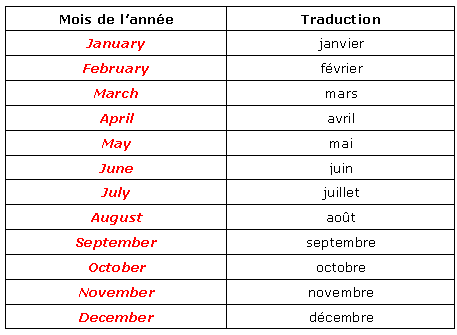 Mois de l’année Traduction
January janvier
February février
March mars
April avril
May mai
June juin
July juillet
August août
September septembre
October octobre
November novembre
December décembre